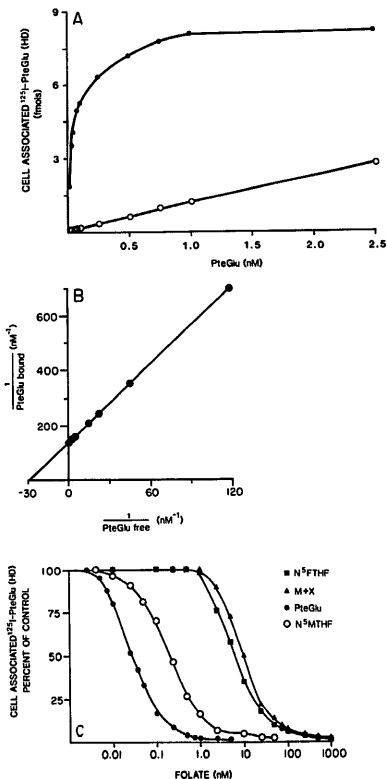 A
CELL ASSOCIATED ¹²⁵I-PteGlu (HD)
(fmols)
9
6
3
0.5
1.0
1.5
2.0
2.5
PteGlu (nM)
B
1
PteGlu bound
(nM⁻¹)
600
400
200
-30
0
60
120
1
PteGlu free
(nM⁻¹)
CELL ASSOCIATED ¹²⁵I-PteGlu (HD)
PERCENT OF CONTROL
100
75
50
25
C
0.01
0.1
1.0
10
100
1000
FOLATE (nM)
■ N⁵FTHF
▲ M+X
● PteGlu
○ N⁵MTHF